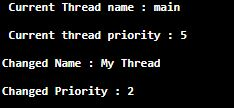 Current Thread name : main
Current thread priority : 5
Changed Name : My Thread
Changed Priority : 2